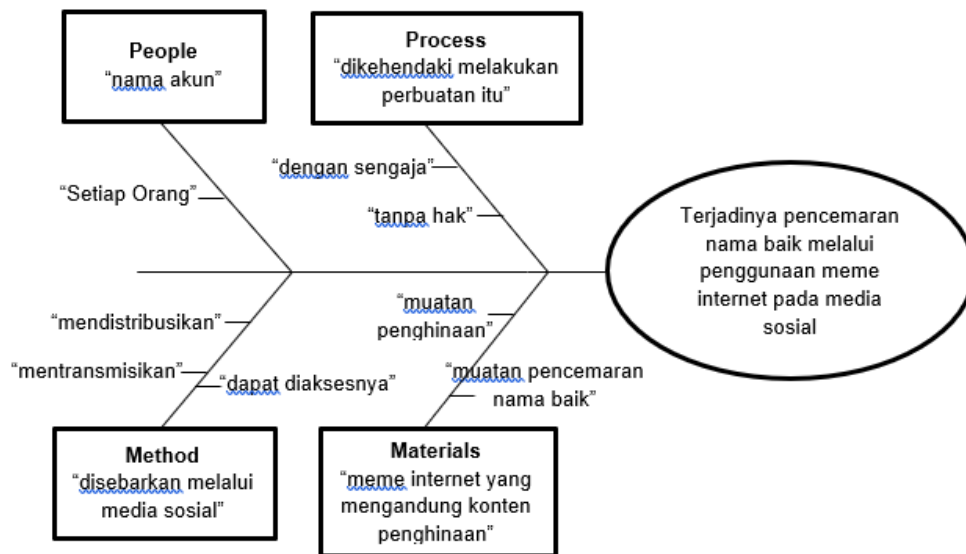 People
“nama akun”
Process
“dikehendaki melakukan
perbuatan itu”
“Setiap Orang”
“dengan sengaja”
“tanpa hak”
Terjadinya pencemaran
nama baik melalui
penggunaan meme
internet pada media
sosial
“mendistribusikan”
“mentransmisikan”
“dapat diaksesnya”
“muatan
penghinaan”
“muatan pencemaran
nama baik”
Method
“disebarkan melalui
media sosial”
Materials
“meme internet yang
mengandung konten
penghinaan”